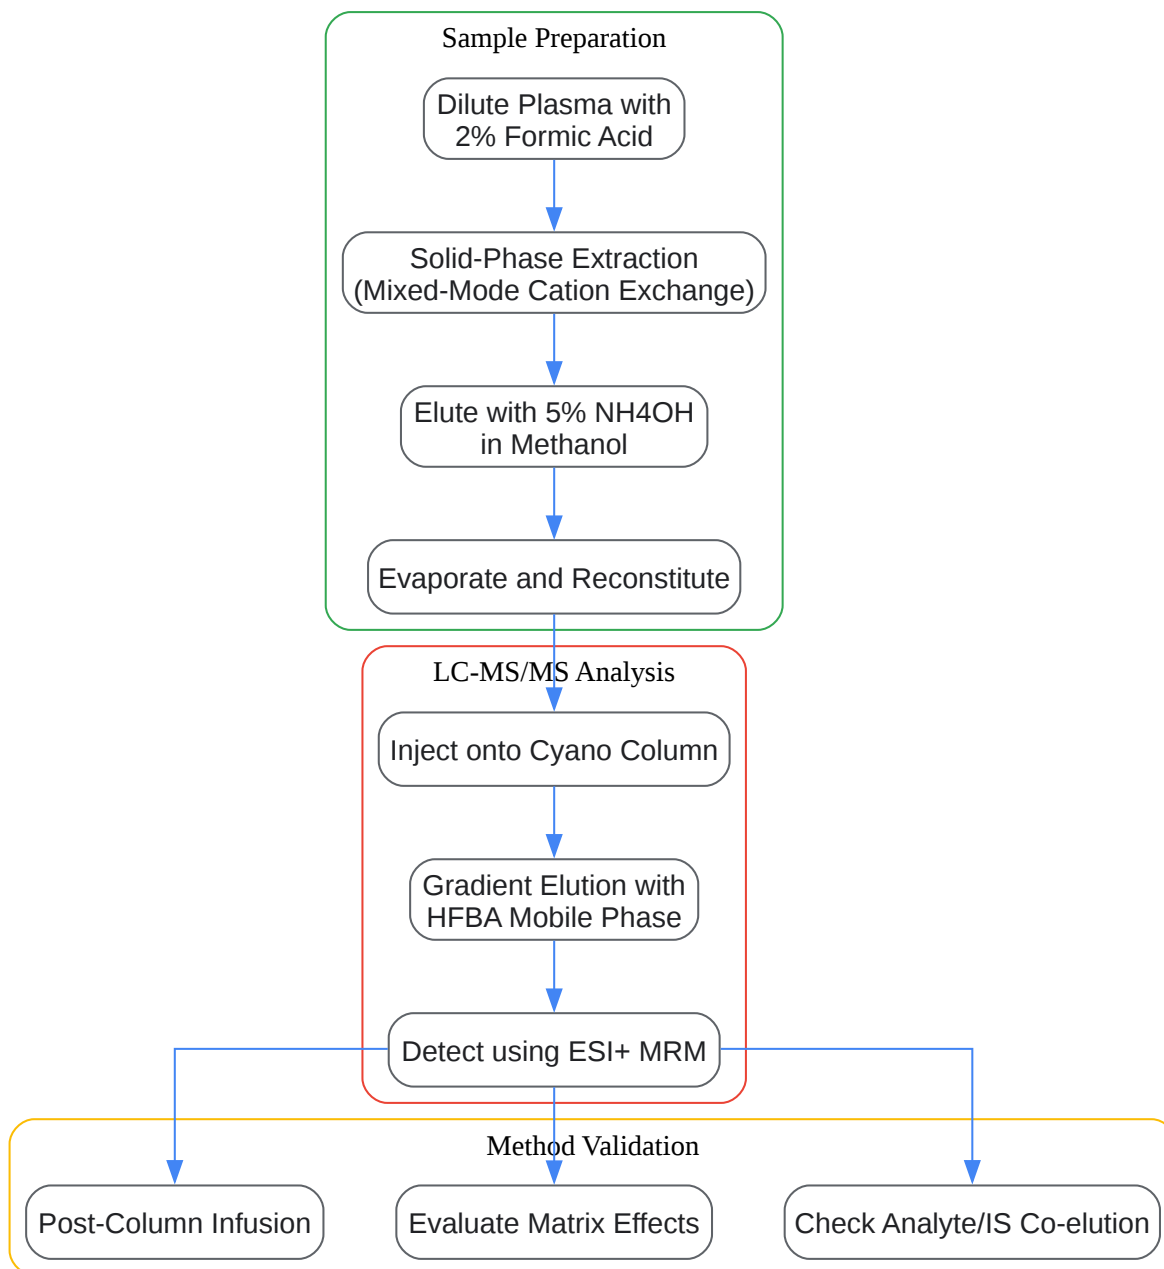 Sample Preparation
Dilute Plasma with
2% Formic Acid
Solid-Phase Extraction
(Mixed-Mode Cation Exchange)
Elute with 5% NH4OH
in Methanol
Evaporate and Reconstitute
LC-MS/MS Analysis
Inject onto Cyano Column
Gradient Elution with
HFBA Mobile Phase
Detect using ESI+ MRM
Method Validation
Post-Column Infusion
Evaluate Matrix Effects
Check Analyte/IS Co-elution